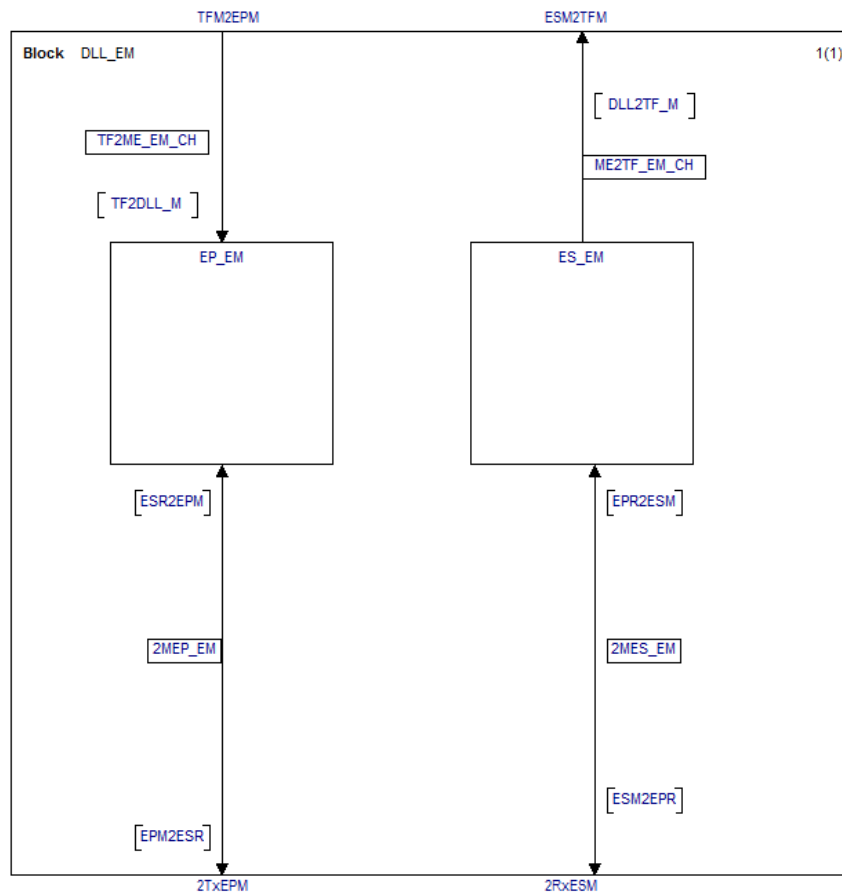 TFM2EPM
ESM2TFM
Block DLL_EM
1(1)
DLL2TF_M
TF2ME_EM_CH
ME2TF_EM_CH
TF2DLL_M
EP_EM
ES_EM
ESR2EPM
EPR2ESM
2MEP_EM
2MES_EM
ESM2EPR
EPM2ESR
2TxEPM
2RxESM